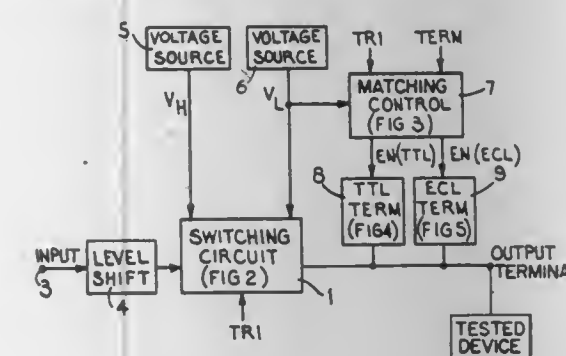 5
VOLTAGE
SOURCE
VOLTAGE
SOURCE
6
TRI
TERM
MATCHING
CONTROL
(FIG 3)
7
VH
VL
EN(TTL)
EN(ECL)
8
TTL
TERM
(FIG4)
ECL
TERM
(FIG5)
9
INPUT
3
LEVEL
SHIFT
4
SWITCHING
CIRCUIT
(FIG 2)
1
TRI
OUTPUT
TERMINA
TESTED
DEVICE